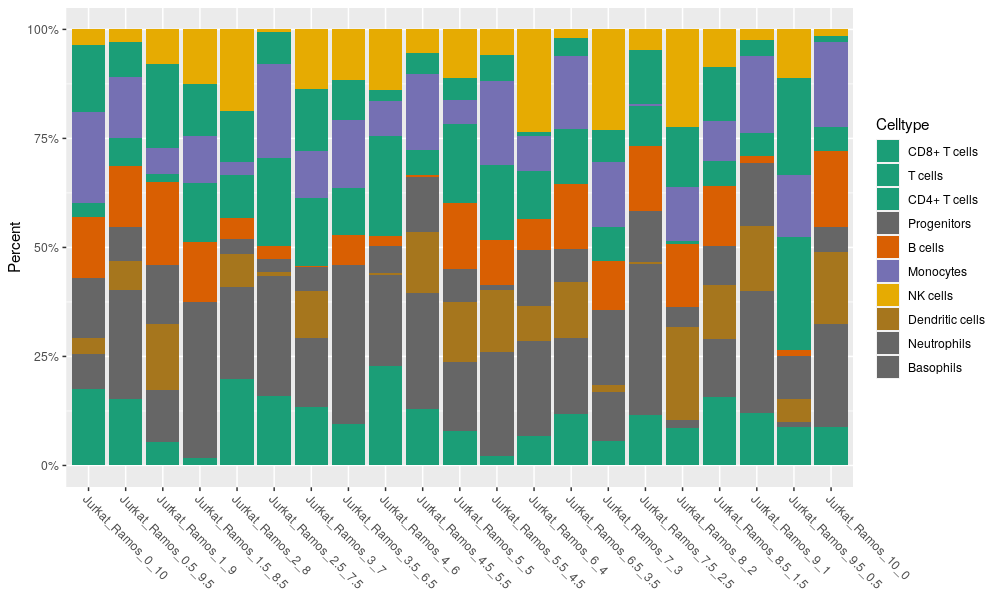 Percent
100%
75%
50%
25%
0%
Jurkat_Ramos_0_10
Jurkat_Ramos_05_9.5
Jurkat_Ramos_1_9
Jurkat_Ramos_1.5_8.5
Jurkat_Ramos_2_8
Jurkat_Ramos_2.5_7.5
Jurkat_Ramos_3_7
Jurkat_Ramos_3.5_6.5
Jurkat_Ramos_4_6
Jurkat_Ramos_4.5_5.5
Jurkat_Ramos_5_5
Jurkat_Ramos_5.5_4.5
Jurkat_Ramos_6_4
Jurkat_Ramos_6.5_3.5
Jurkat_Ramos_7_3
Jurkat_Ramos_7.5_2.5
Jurkat_Ramos_8_2
Jurkat_Ramos_8.5_1.5
Jurkat_Ramos_9_1
Jurkat_Ramos_9.5_0.5
Jurkat_Ramos_10_0
Celltype
CD8+ T cells
T cells
CD4+ T cells
Progenitors
B cells
Monocytes
NK cells
Dendritic cells
Neutrophils
Basophils